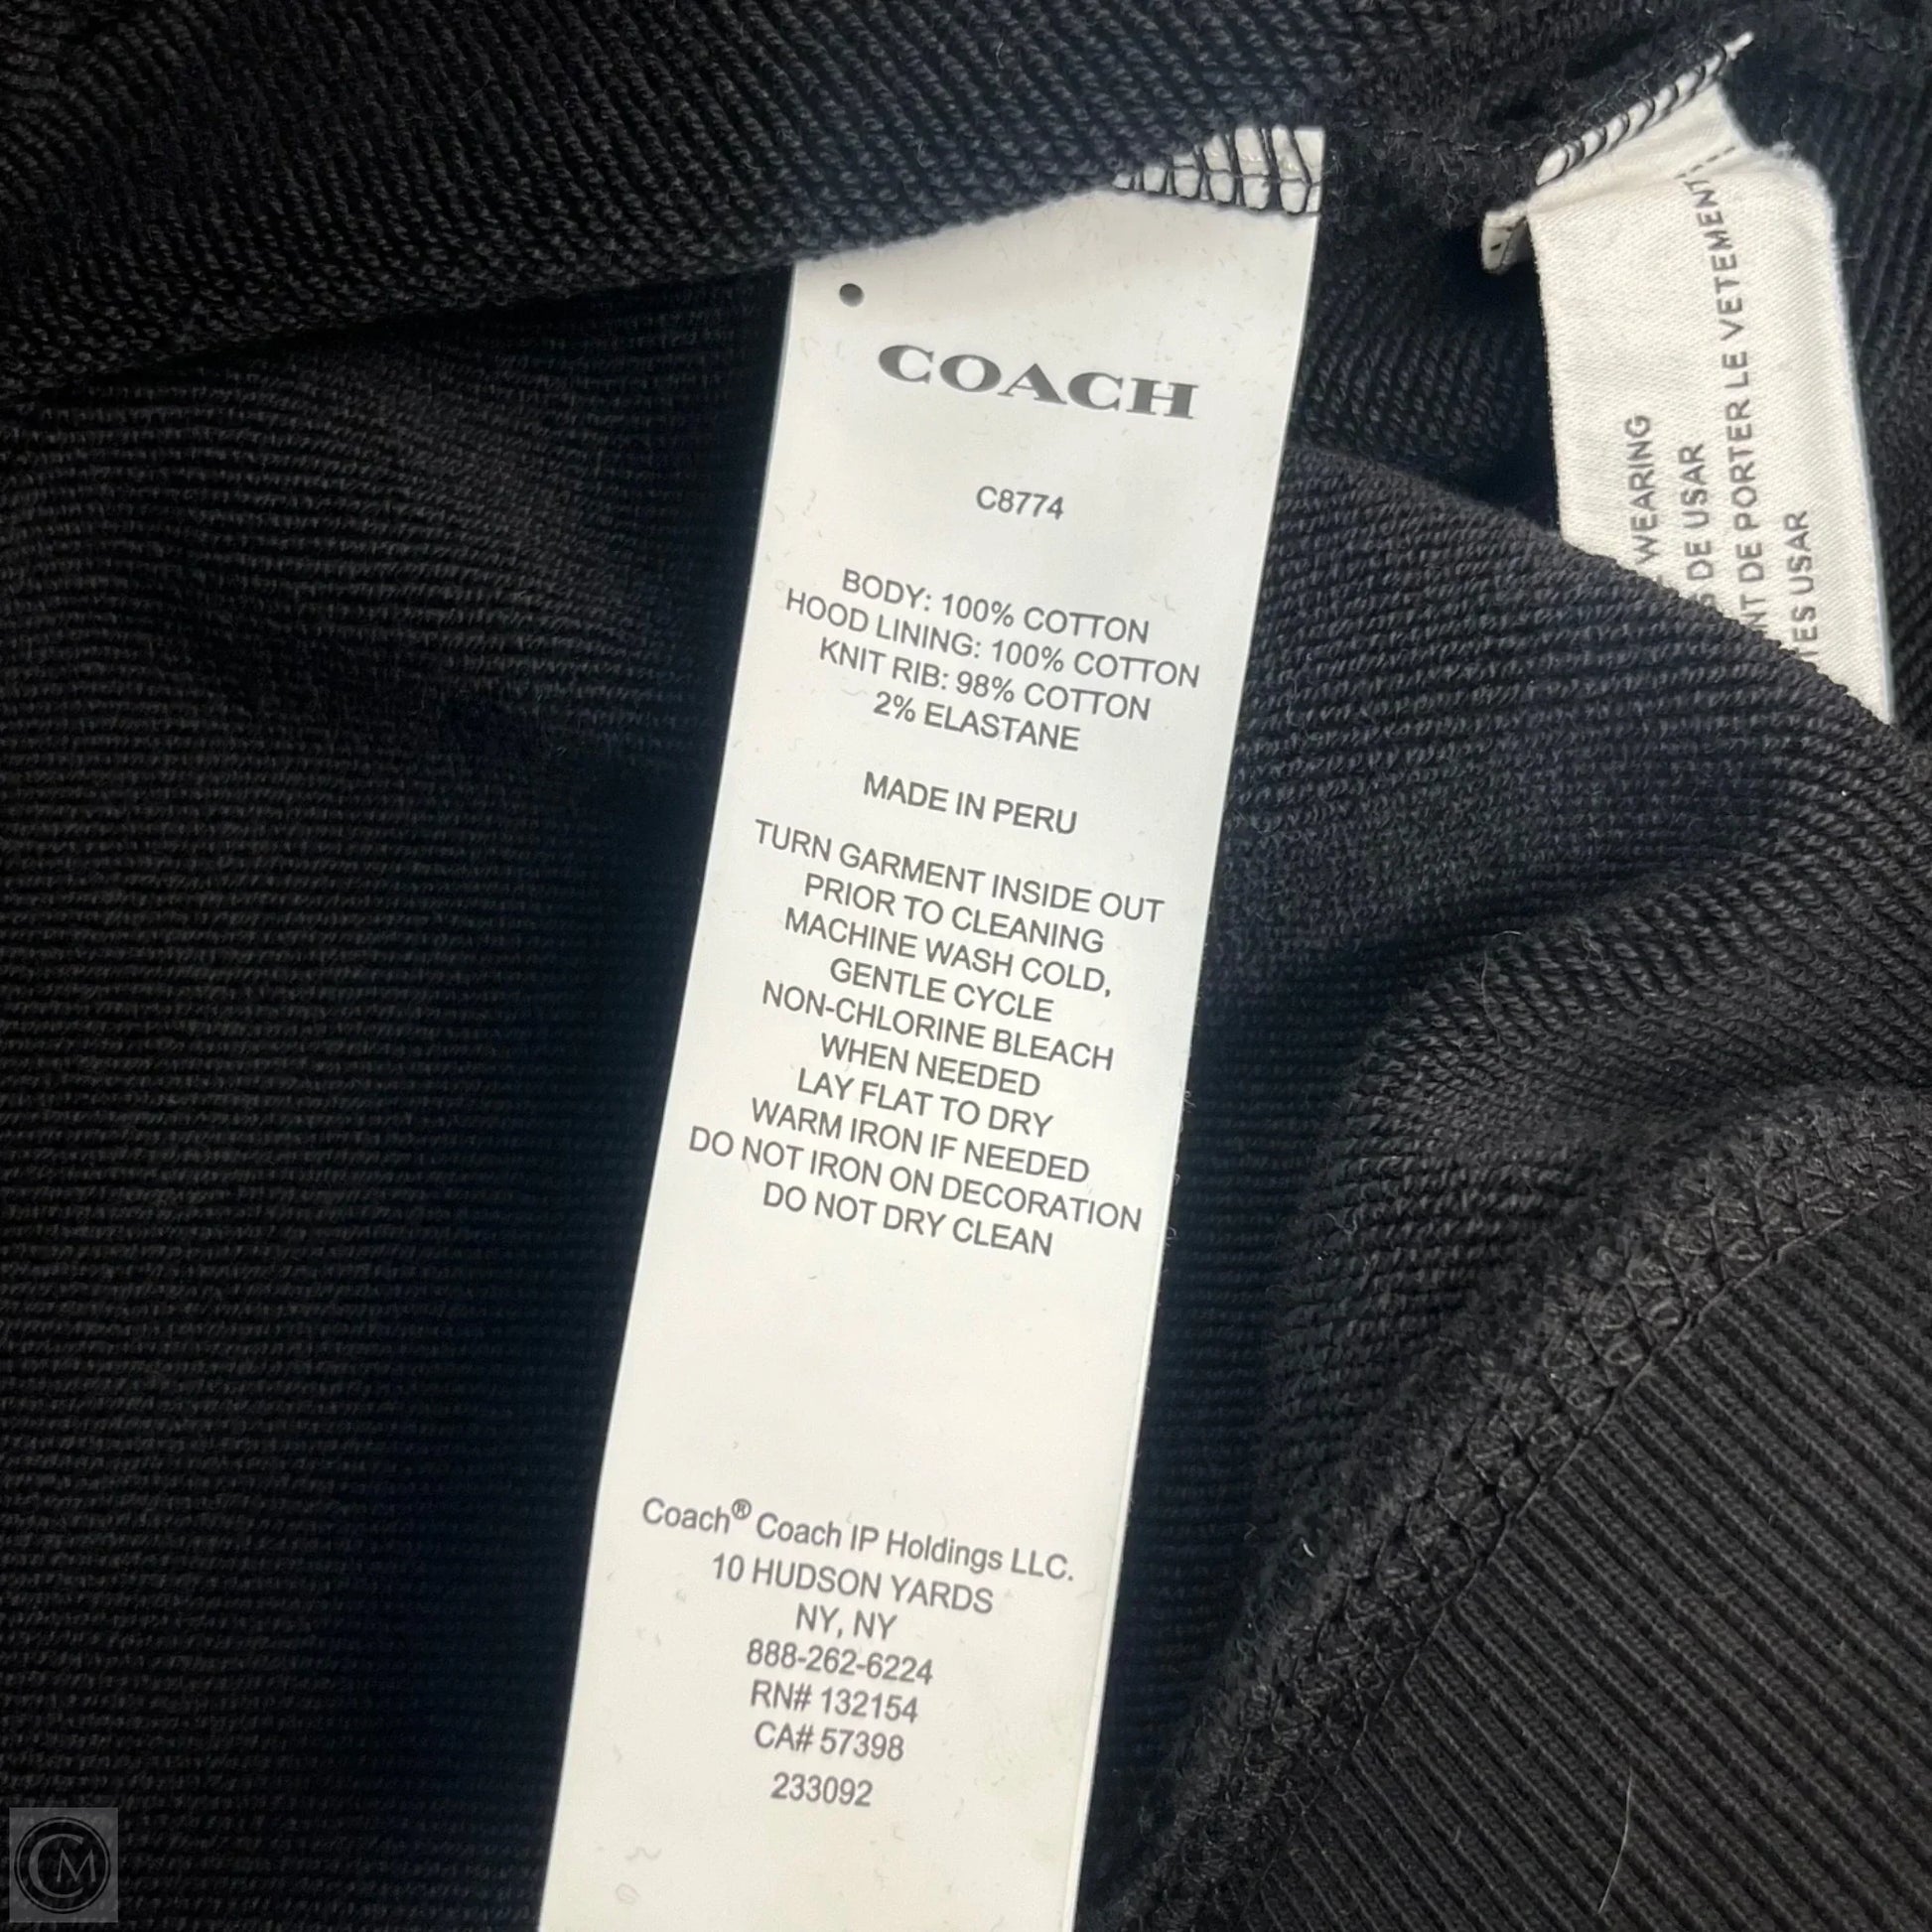 COACH
C8774
BODY: 100% COTTON
HOOD LINING: 100% COTTON
KNIT RIB: 98% COTTON
2% ELASTANE
MADE IN PERU
TURN GARMENT INSIDE OUT
PRIOR TO CLEANING
MACHINE WASH COLD,
GENTLE CYCLE
NON-CHLORINE BLEACH
WHEN NEEDED
LAY FLAT TO DRY
WARM IRON IF NEEDED
DO NOT IRON ON DECORATION
DO NOT DRY CLEAN
Coach® Coach IP Holdings LLC.
10 HUDSON YARDS
NY, NY
888-262-6224
RN# 132154
CA# 57398
233092
WEARING
DE USAR
DE PORTER LE VETEMENT
USAR
CM